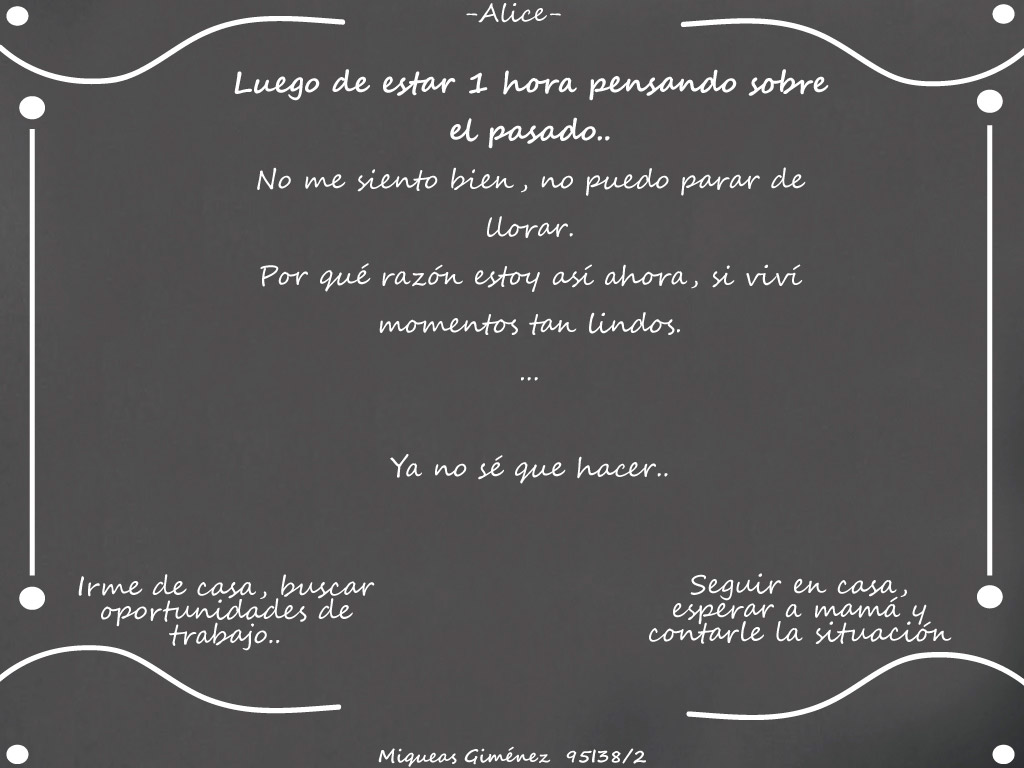 -Alice-
Luego de estar 1 hora pensando sobre
el pasado..
No me siento bien, no puedo parar de
llorar.
Por qué razón estoy así ahora, si viví
momentos tan lindos.
...
Ya no sé que hacer..
Irme de casa, buscar
oportunidades de
trabajo..
Seguir en casa,
esperar a mamá y
contarle la situación
Miqueas Giménez 95138/2